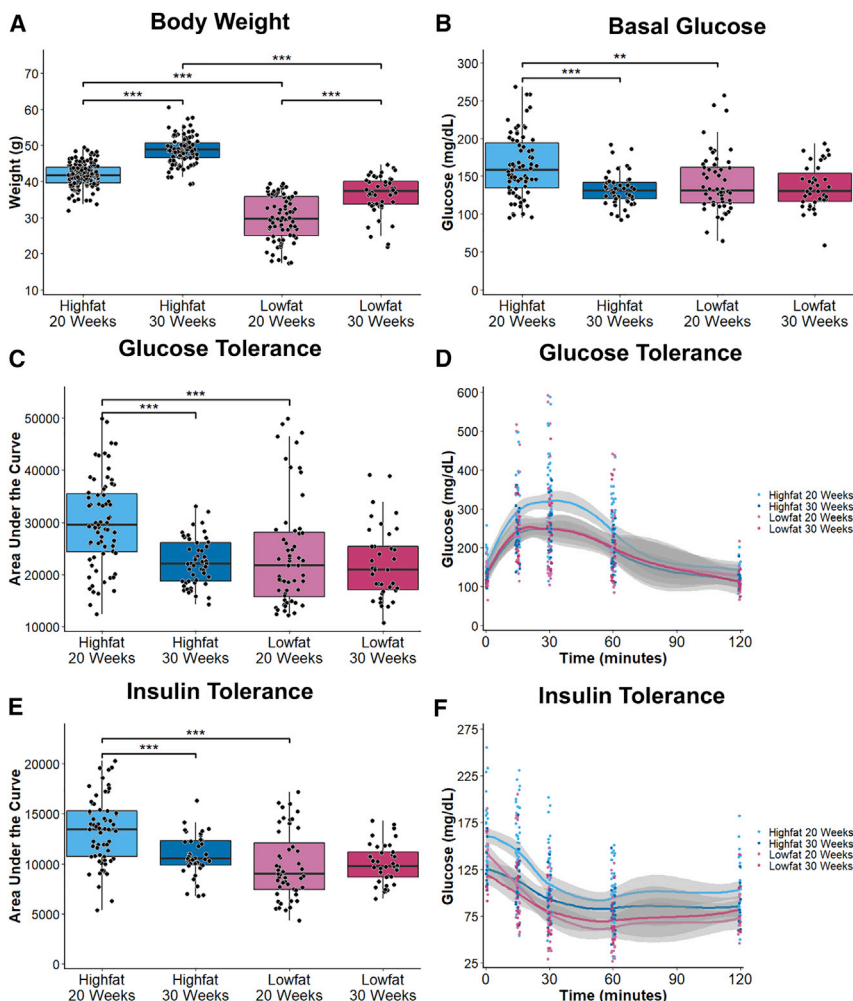 A
Body Weight
***
***
***
***
Weight (g)
70
60
50
40
30
20
10
Highfat
20 Weeks
Highfat
30 Weeks
Lowfat
20 Weeks
Lowfat
30 Weeks
B
Basal Glucose
**
***
Glucose (mg/dL)
300
250
200
150
100
50
0
Highfat
20 Weeks
Highfat
30 Weeks
Lowfat
20 Weeks
Lowfat
30 Weeks
C
Glucose Tolerance
***
***
Area Under the Curve
50000
40000
30000
20000
10000
Highfat
20 Weeks
Highfat
30 Weeks
Lowfat
20 Weeks
Lowfat
30 Weeks
D
Glucose Tolerance
Glucose (mg/dL)
600
500
400
300
200
100
0
0
30
60
90
120
Time (minutes)
Highfat 20 Weeks
Highfat 30 Weeks
Lowfat 20 Weeks
Lowfat 30 Weeks
E
Insulin Tolerance
***
***
Area Under the Curve
20000
15000
10000
5000
0
Highfat
20 Weeks
Highfat
30 Weeks
Lowfat
20 Weeks
Lowfat
30 Weeks
F
Insulin Tolerance
Glucose (mg/dL)
275
225
175
125
75
25
0
30
60
90
120
Time (minutes)
Highfat 20 Weeks
Highfat 30 Weeks
Lowfat 20 Weeks
Lowfat 30 Weeks